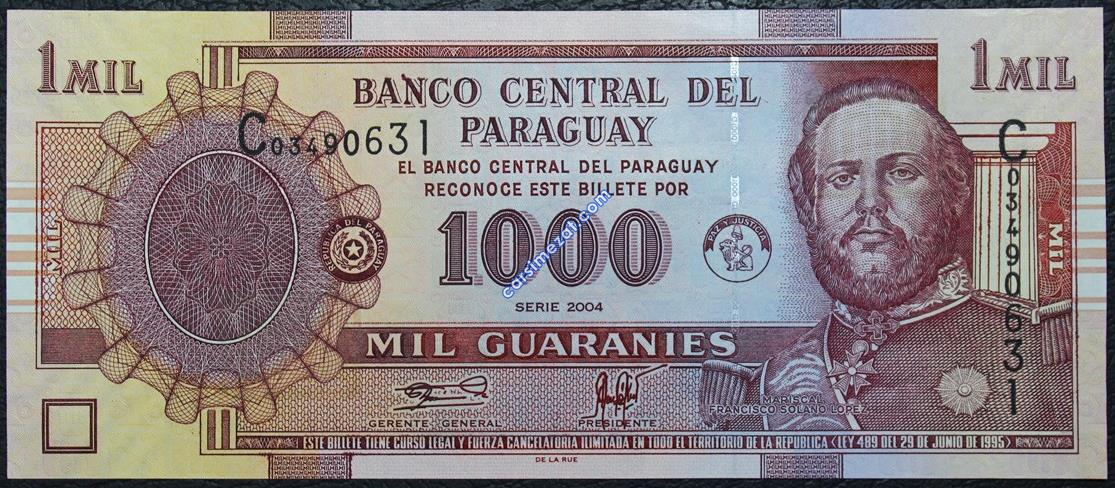 1 MIL
1 MIL
BANCO CENTRAL DEL
PARAGUAY
C03490631
EL BANCO CENTRAL DEL PARAGUAY
RECONOCE ESTE BILLETE POR
1000
SERIE 2004
MIL GUARANIES
MIL
REPUBLICA DEL PARAGUAY
PAZ Y JUSTICIA
C03490631
MIL
carsimezat.com
GERENTE GENERAL
PRESIDENTE
MARISCAL
FRANCISCO SOLANO LOPEZ
ESTE BILLETE TIENE CURSO LEGAL Y FUERZA CANCELATORIA ILIMITADA EN TODO EL TERRITORIO DE LA REPUBLICA (LEY 489 DEL 29 DE JUNIO DE 1995)
DE LA RUE